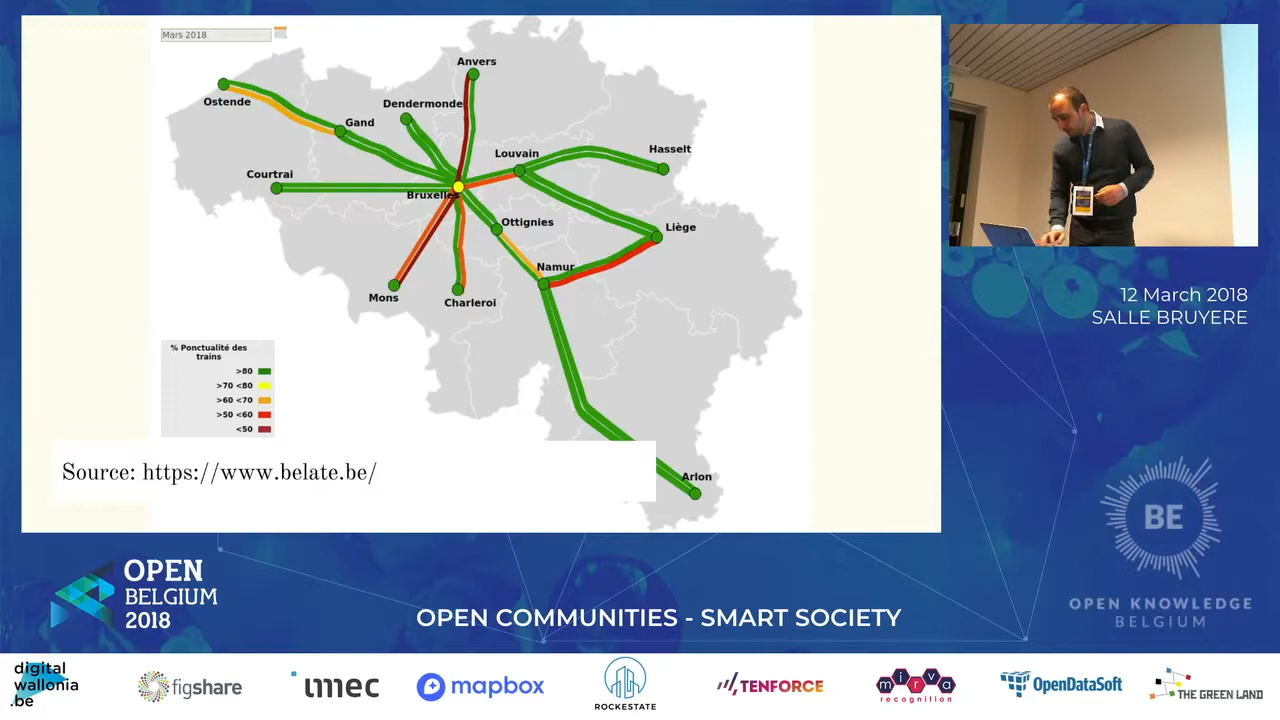 Mars 2018
Anvers
Ostende
Dendermonde
Gand
Louvain
Hasselt
Courtrai
Bruxelles
Ottignies
Liège
Namur
Mons
Charleroi
% Ponctualité des
trains
>80
>70 <80
>60 <70
>50 <60
<50
Arlon
Source: https://www.belate.be/
12 March 2018
SALLE BRUYERE
BE
OPEN KNOWLEDGE
BELGIUM
OPEN
BELGIUM
2018
OPEN COMMUNITIES - SMART SOCIETY
digital
wallonia
.be
figshare
imec
mapbox
ROCKESTATE
TENFORCE
mirva
recognition
OpenDataSoft
THE GREEN LAND